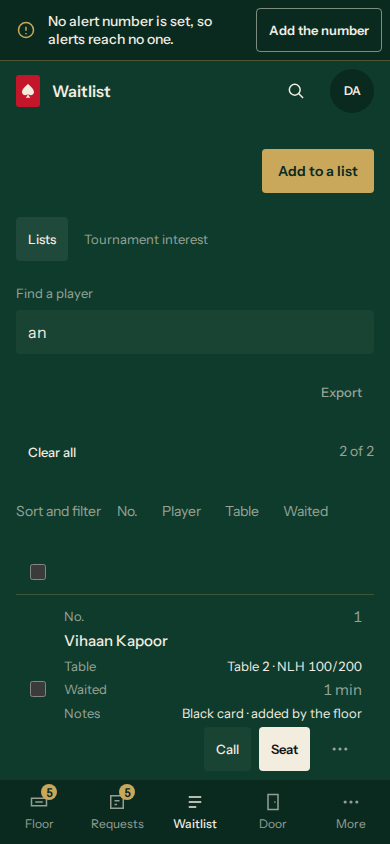 No alert number is set, so
alerts reach no one.
Add the number
Waitlist
DA
Add to a list
Lists
Tournament interest
Find a player
an
Export
Clear all
2 of 2
Sort and filter
No.
Player
Table
Waited
No.
1
Vihaan Kapoor
Table
Table 2 · NLH 100/200
Waited
1 min
Notes
Black card · added by the floor
Call
Seat
5
5
Floor
Requests
Waitlist
Door
More